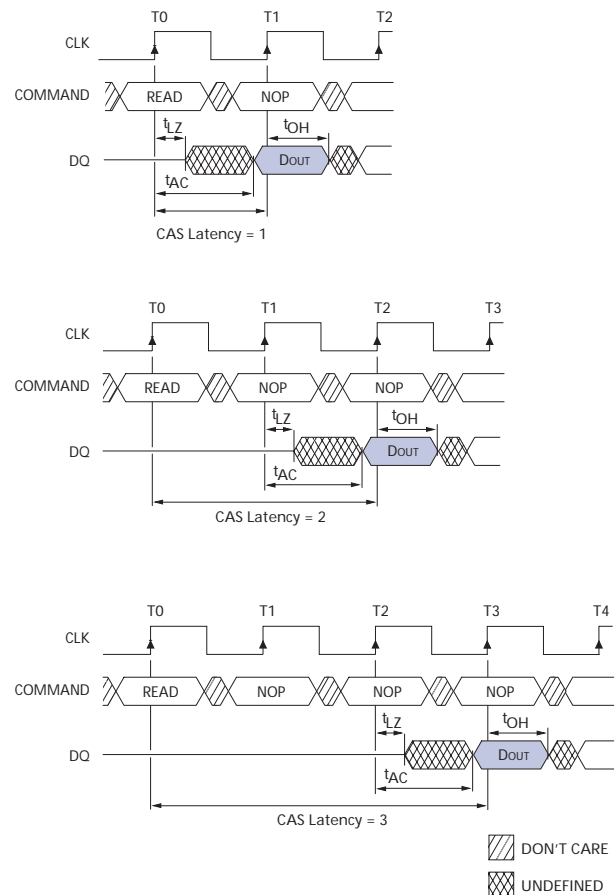 T0 T1 T2
CLK
COMMAND READ NOP
tLZ tOH
DQ DOUT
tAC
CAS Latency = 1
T0 T1 T2 T3
CLK
COMMAND READ NOP NOP
tLZ tOH
DQ DOUT
tAC
CAS Latency = 2
T0 T1 T2 T3 T4
CLK
COMMAND READ NOP NOP NOP
tLZ tOH
DQ DOUT
tAC
CAS Latency = 3
DON'T CARE
UNDEFINED